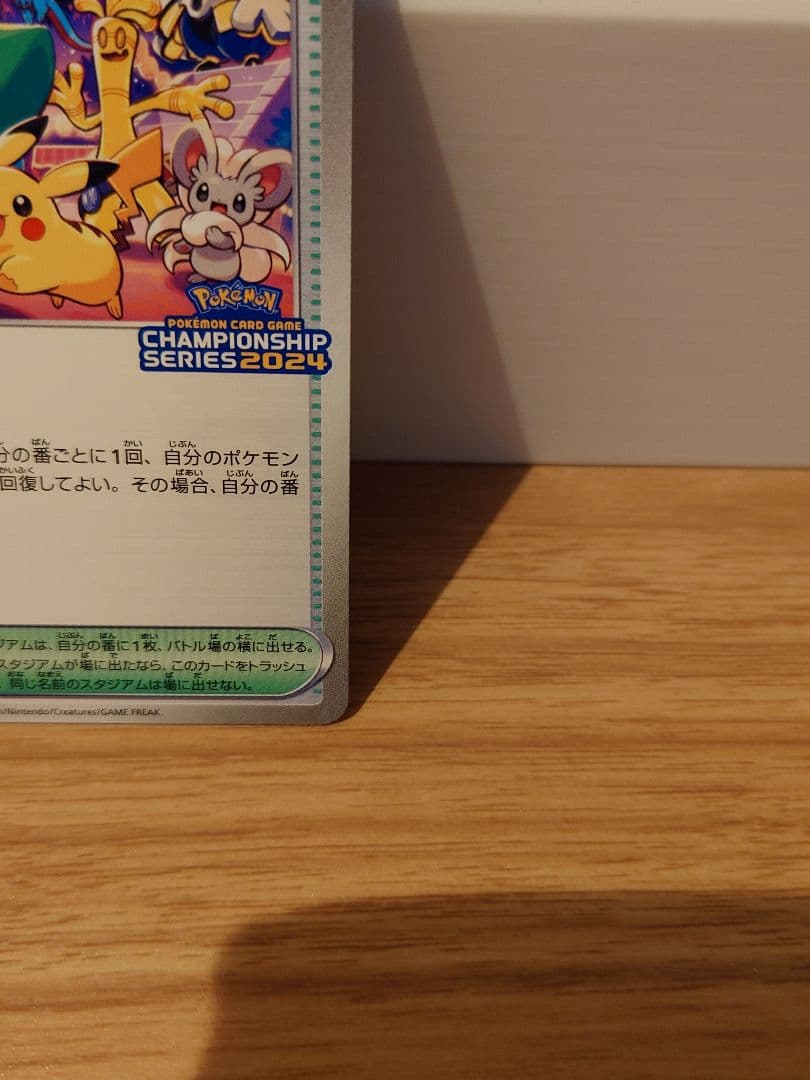 POKÉMON
POKÉMON CARD GAME
CHAMPIONSHIP
SERIES 2024
分の番ごとに1回、自分のポケモン
回復してよい。その場合、自分の番
ジアムは、自分の番に1枚、バトル場の横に出せる。
スタジアムが場に出たなら、このカードをトラッシュ
同じ名前のスタジアムは場に出せない。
/Nintendo/Creatures/GAME FREAK.